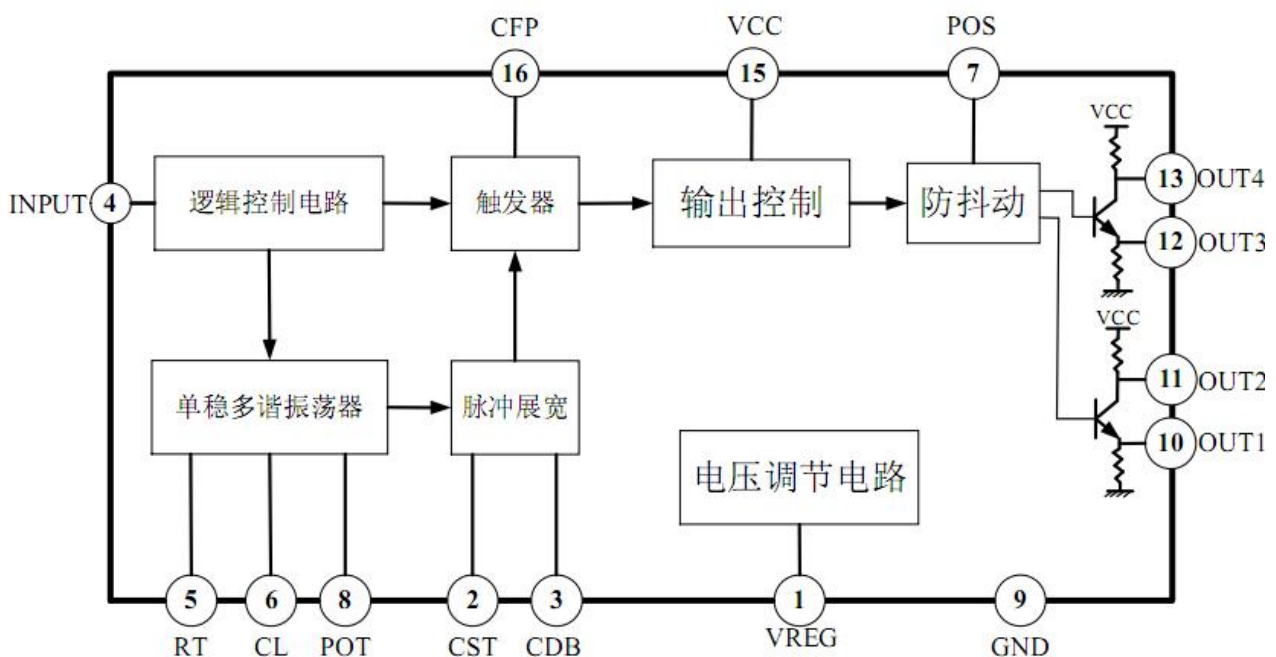 CFP
VCC
POS
16
15
7
VCC
INPUT
4
逻辑控制电路
触发器
输出控制
防抖动
13
OUT4
12
OUT3
VCC
单稳多谐振荡器
脉冲展宽
11
OUT2
10
OUT1
电压调节电路
5
6
8
2
3
1
9
RT
CL
POT
CST
CDB
VREG
GND